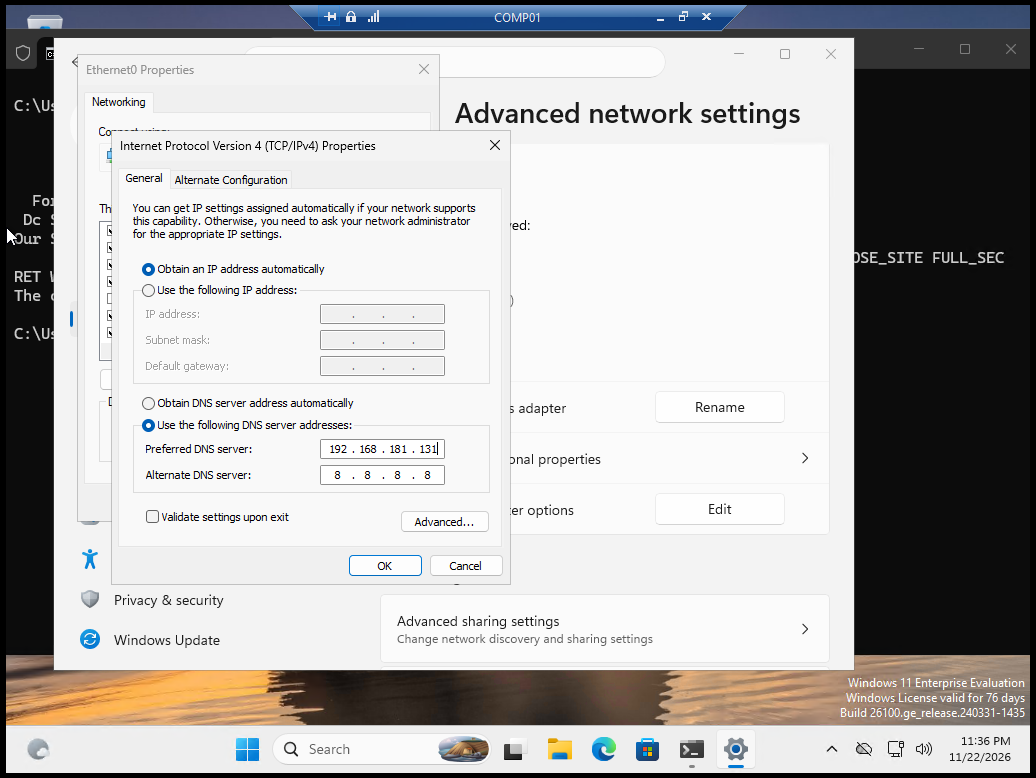 COMP01
Ethernet0 Properties
Networking
Advanced network settings
C:\Us
Internet Protocol Version 4 (TCP/IPv4) Properties
General
Alternate Configuration
You can get IP settings assigned automatically if your network supports
this capability. Otherwise, you need to ask your network administrator
for the appropriate IP settings.
Obtain an IP address automatically
Use the following IP address:
IP address:
Subnet mask:
Default gateway:
Obtain DNS server address automatically
Use the following DNS server addresses:
Preferred DNS server: 192 . 168 . 181 . 131
Alternate DNS server: 8 . 8 . 8 . 8
Validate settings upon exit
Advanced...
OK
Cancel
Dc S
Our S
OSE_SITE FULL_SEC
RET W
The c
C:\Us
s adapter
Rename
onal properties
er options
Edit
Privacy & security
Windows Update
Advanced sharing settings
Change network discovery and sharing settings
Windows 11 Enterprise Evaluation
Windows License valid for 76 days
Build 26100.ge_release.240331-1435
Search
11:36 PM
11/22/2026